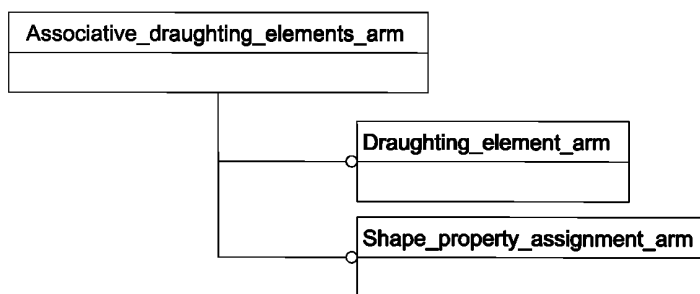 Associative_draughting_elements_arm
Draughting_element_arm
Shape_property_assignment_arm